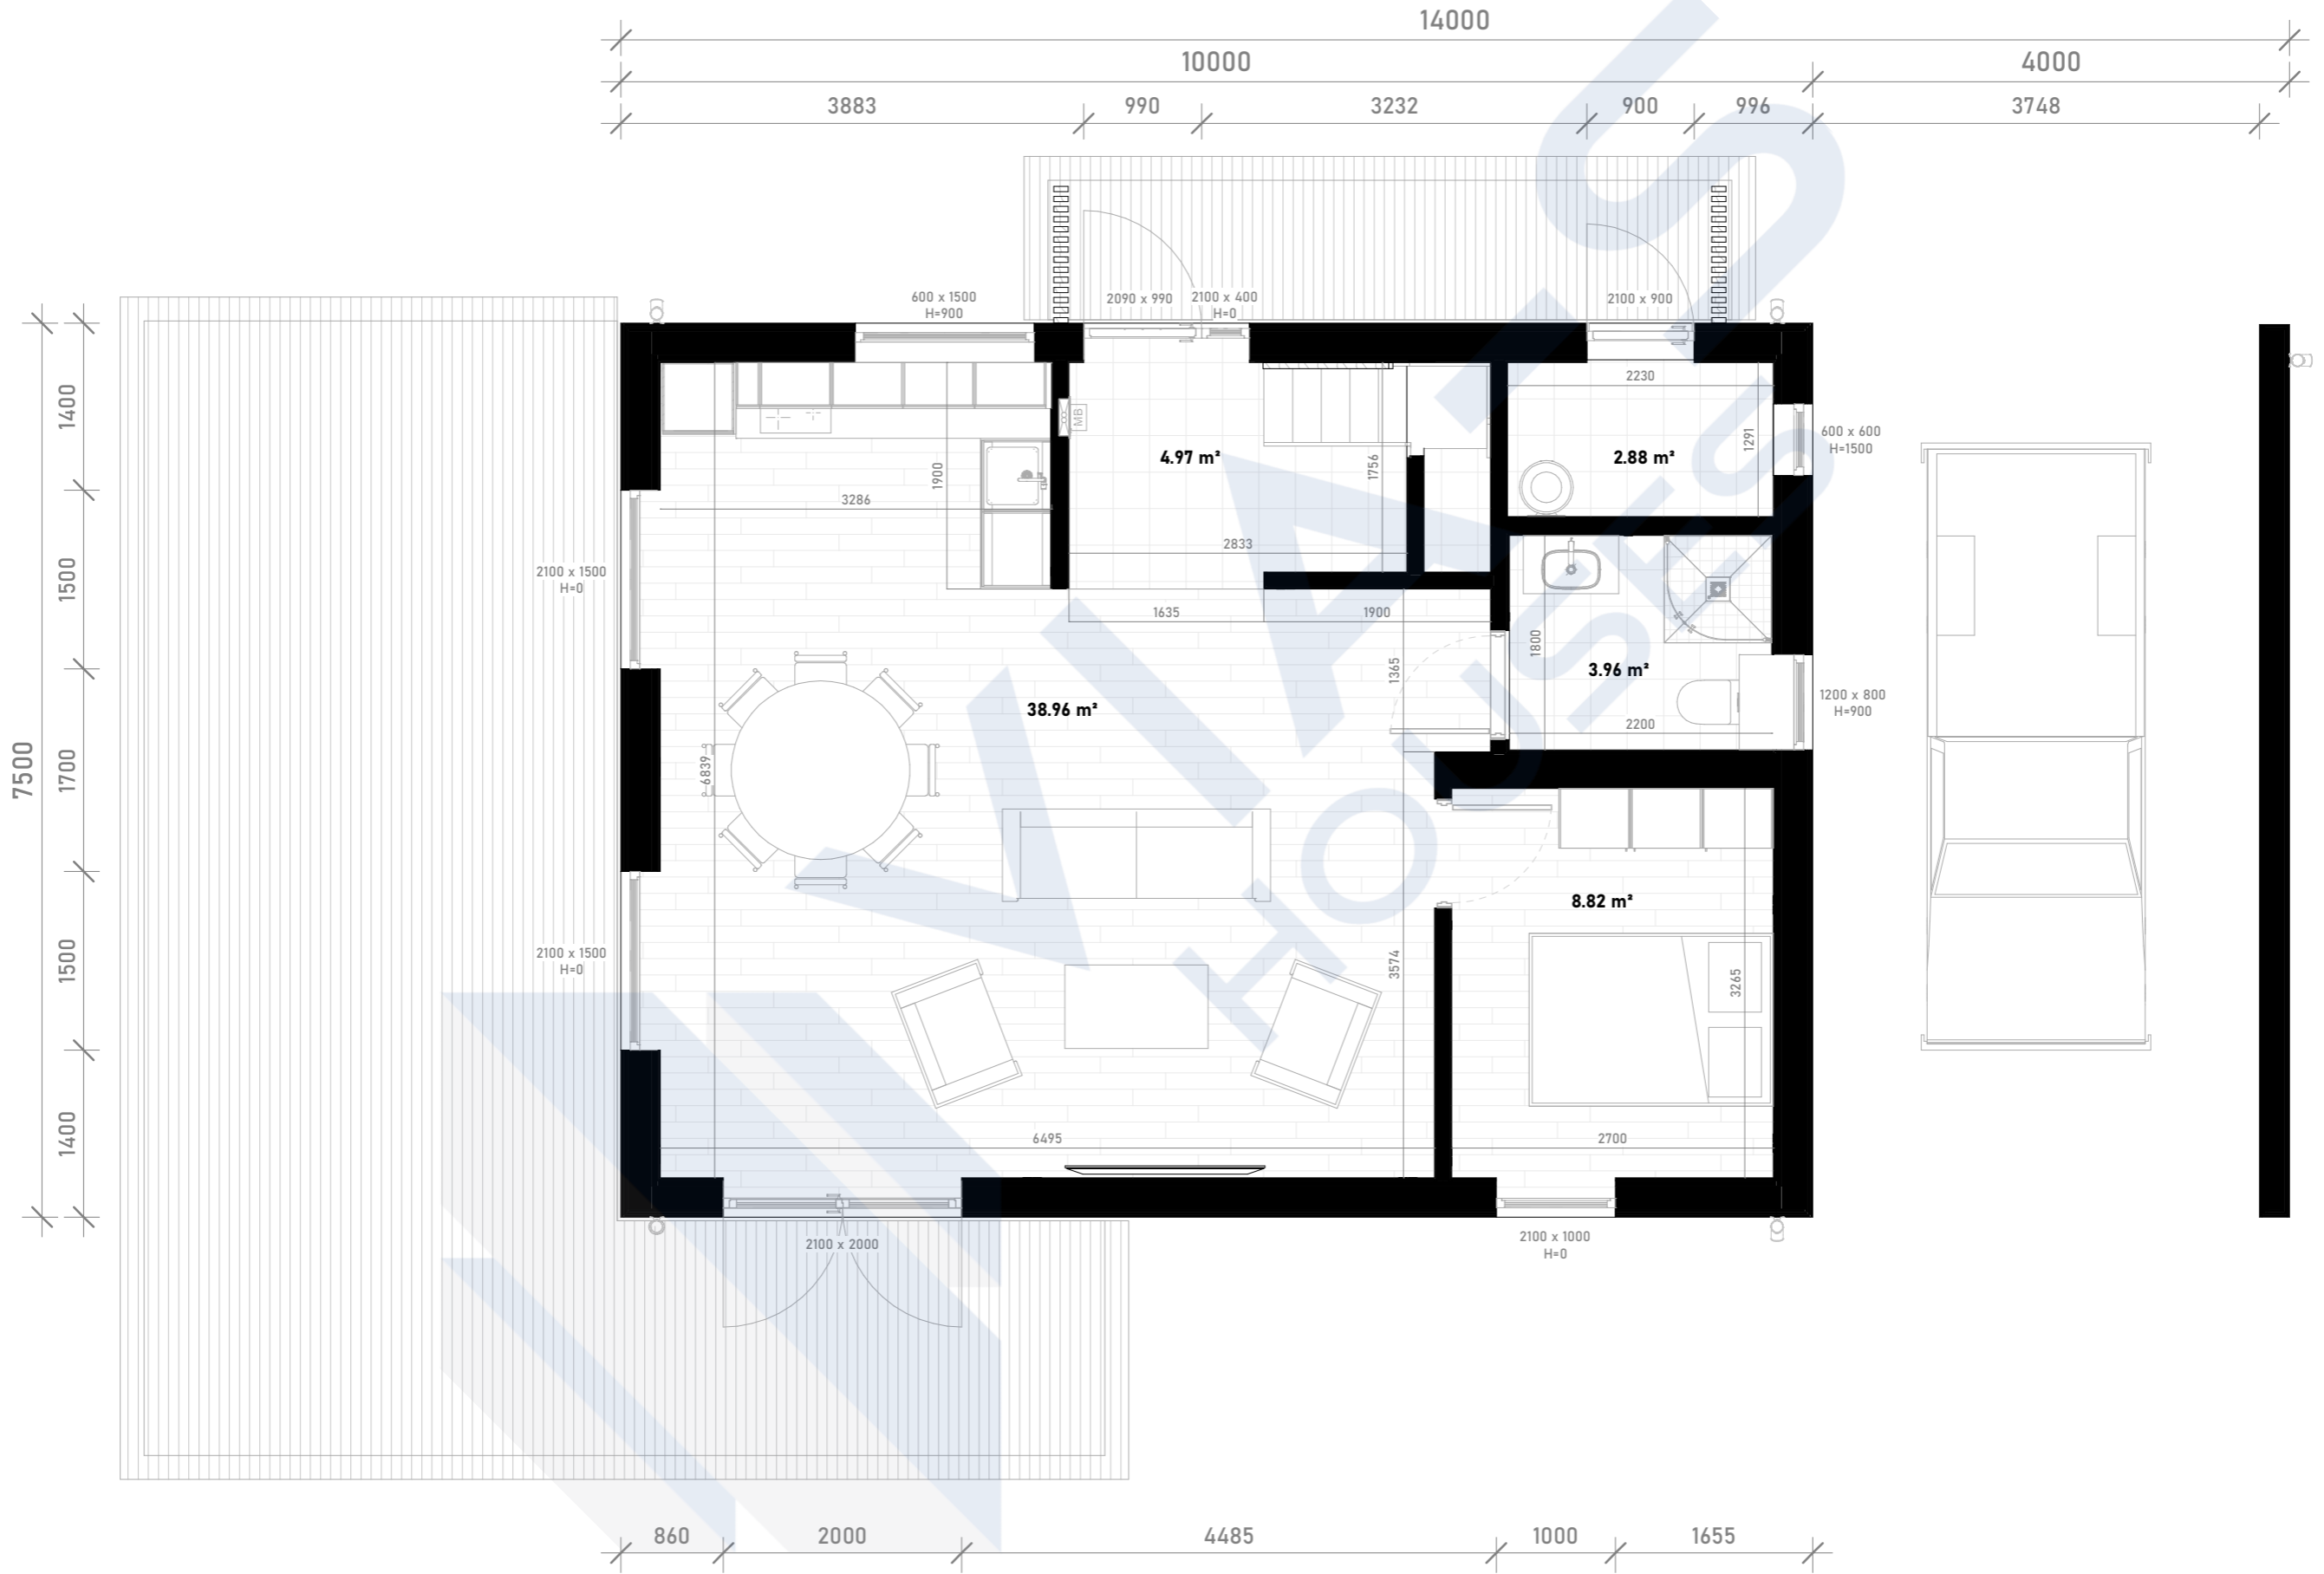 14000
10000
4000
3883
990
3232
900
996
3748
600 x 1500
H=900
2090 x 990
2100 x 400
H=0
2100 x 900
7500
1400
1500
1700
1500
1400
2230
1291
600 x 600
H=1500
MB
4.97 m²
2.88 m²
1756
1900
3286
2833
2100 x 1500
H=0
1635
1900
1365
1800
3.96 m²
2200
1200 x 800
H=900
38.96 m²
6839
8.82 m²
2100 x 1500
H=0
3574
3265
6495
2700
2100 x 2000
2100 x 1000
H=0
860
2000
4485
1000
1655
VIATS
HOUSES